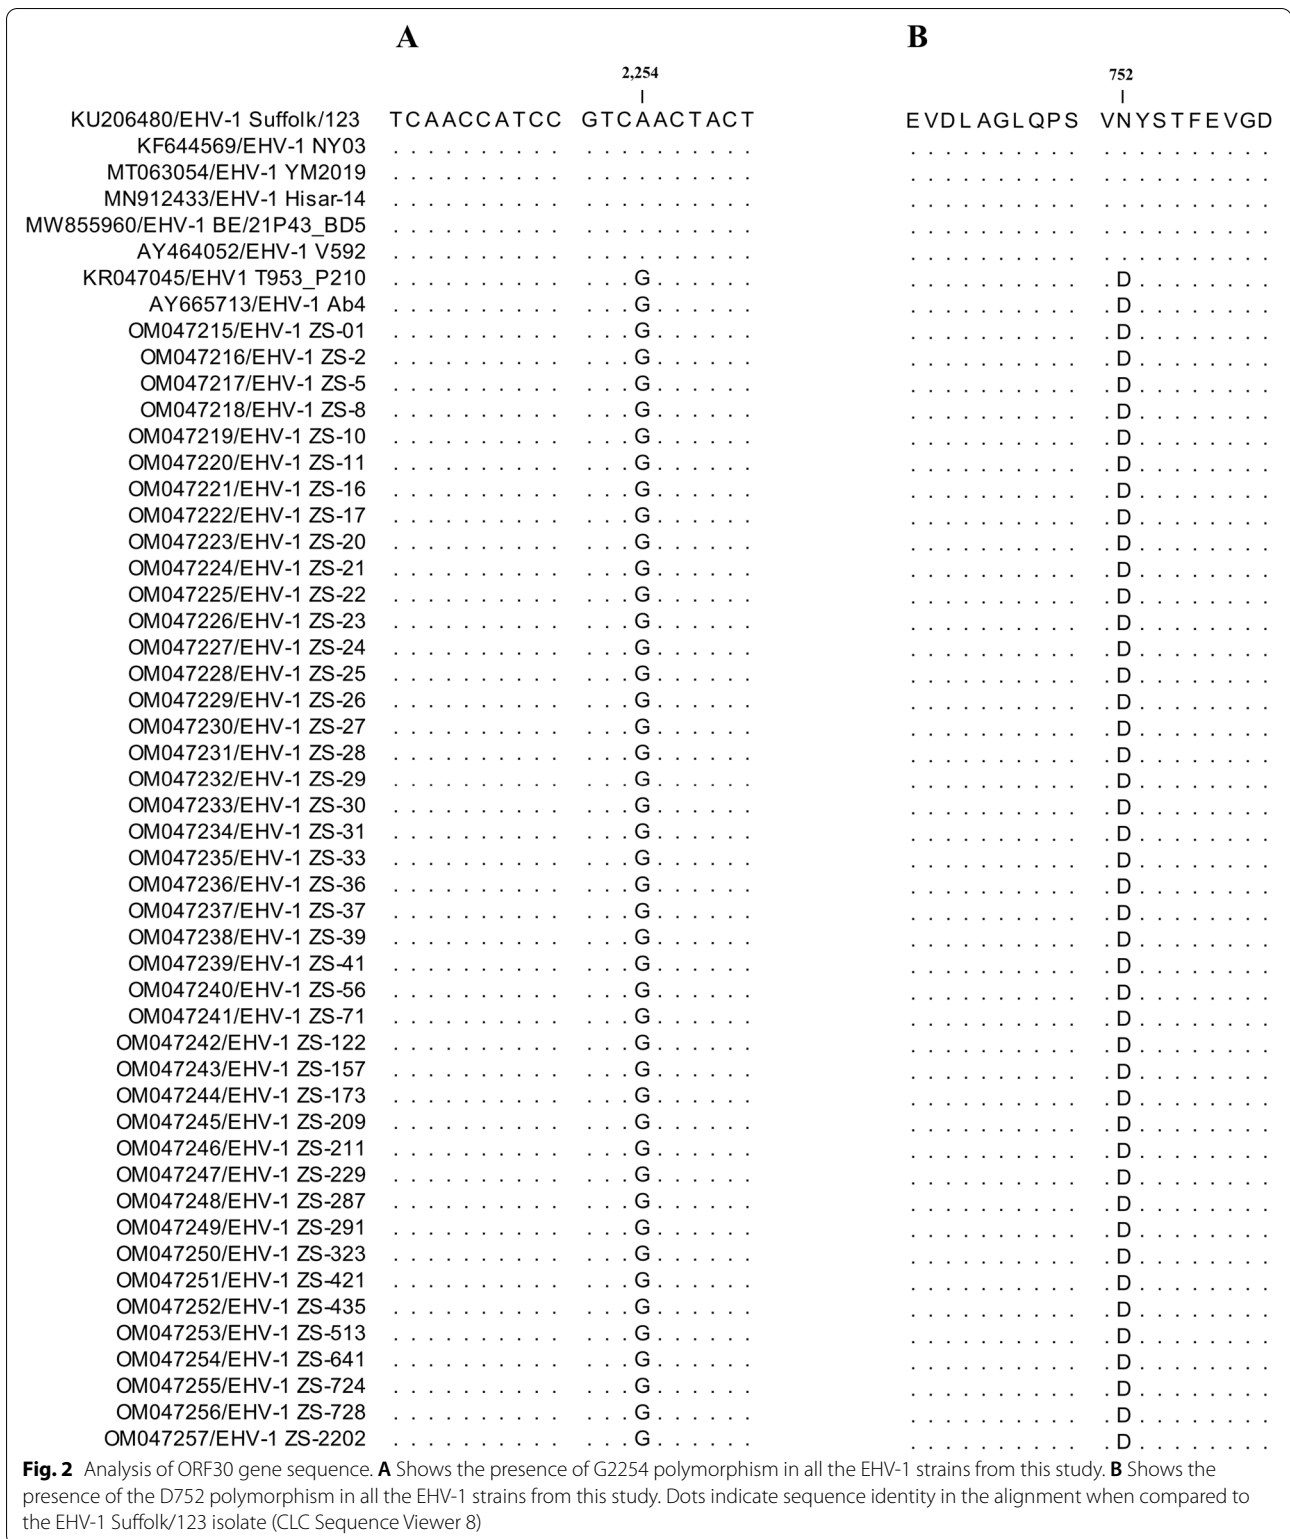 A B
2,254 752
KU206480/EHV-1 Suffolk/123 TCAACCATCC GTCAACTACT EVDLAGLQPS VNYSTFEVGD
KF644569/EHV-1 NY03 .......... .......... .......... ..........
MT063054/EHV-1 YM2019 .......... .......... .......... ..........
MN912433/EHV-1 Hisar-14 .......... .......... .......... ..........
MW855960/EHV-1 BE/21P43_BD5 .......... .......... .......... ..........
AY464052/EHV-1 V592 .......... .......... .......... ..........
KR047045/EHV1 T953_P210 .......... ...G...... .......... .D........
AY665713/EHV-1 Ab4 .......... ...G...... .......... .D........
OM047215/EHV-1 ZS-01 .......... ...G...... .......... .D........
OM047216/EHV-1 ZS-2 .......... ...G...... .......... .D........
OM047217/EHV-1 ZS-5 .......... ...G...... .......... .D........
OM047218/EHV-1 ZS-8 .......... ...G...... .......... .D........
OM047219/EHV-1 ZS-10 .......... ...G...... .......... .D........
OM047220/EHV-1 ZS-11 .......... ...G...... .......... .D........
OM047221/EHV-1 ZS-16 .......... ...G...... .......... .D........
OM047222/EHV-1 ZS-17 .......... ...G...... .......... .D........
OM047223/EHV-1 ZS-20 .......... ...G...... .......... .D........
OM047224/EHV-1 ZS-21 .......... ...G...... .......... .D........
OM047225/EHV-1 ZS-22 .......... ...G...... .......... .D........
OM047226/EHV-1 ZS-23 .......... ...G...... .......... .D........
OM047227/EHV-1 ZS-24 .......... ...G...... .......... .D........
OM047228/EHV-1 ZS-25 .......... ...G...... .......... .D........
OM047229/EHV-1 ZS-26 .......... ...G...... .......... .D........
OM047230/EHV-1 ZS-27 .......... ...G...... .......... .D........
OM047231/EHV-1 ZS-28 .......... ...G...... .......... .D........
OM047232/EHV-1 ZS-29 .......... ...G...... .......... .D........
OM047233/EHV-1 ZS-30 .......... ...G...... .......... .D........
OM047234/EHV-1 ZS-31 .......... ...G...... .......... .D........
OM047235/EHV-1 ZS-33 .......... ...G...... .......... .D........
OM047236/EHV-1 ZS-36 .......... ...G...... .......... .D........
OM047237/EHV-1 ZS-37 .......... ...G...... .......... .D........
OM047238/EHV-1 ZS-39 .......... ...G...... .......... .D........
OM047239/EHV-1 ZS-41 .......... ...G...... .......... .D........
OM047240/EHV-1 ZS-56 .......... ...G...... .......... .D........
OM047241/EHV-1 ZS-71 .......... ...G...... .......... .D........
OM047242/EHV-1 ZS-122 .......... ...G...... .......... .D........
OM047243/EHV-1 ZS-157 .......... ...G...... .......... .D........
OM047244/EHV-1 ZS-173 .......... ...G...... .......... .D........
OM047245/EHV-1 ZS-209 .......... ...G...... .......... .D........
OM047246/EHV-1 ZS-211 .......... ...G...... .......... .D........
OM047247/EHV-1 ZS-229 .......... ...G...... .......... .D........
OM047248/EHV-1 ZS-287 .......... ...G...... .......... .D........
OM047249/EHV-1 ZS-291 .......... ...G...... .......... .D........
OM047250/EHV-1 ZS-323 .......... ...G...... .......... .D........
OM047251/EHV-1 ZS-421 .......... ...G...... .......... .D........
OM047252/EHV-1 ZS-435 .......... ...G...... .......... .D........
OM047253/EHV-1 ZS-513 .......... ...G...... .......... .D........
OM047254/EHV-1 ZS-641 .......... ...G...... .......... .D........
OM047255/EHV-1 ZS-724 .......... ...G...... .......... .D........
OM047256/EHV-1 ZS-728 .......... ...G...... .......... .D........
OM047257/EHV-1 ZS-2202 .......... ...G...... .......... .D........
Fig. 2 Analysis of ORF30 gene sequence. A Shows the presence of G2254 polymorphism in all the EHV-1 strains from this study. B Shows the
presence of the D752 polymorphism in all the EHV-1 strains from this study. Dots indicate sequence identity in the alignment when compared to
the EHV-1 Suffolk/123 isolate (CLC Sequence Viewer 8)